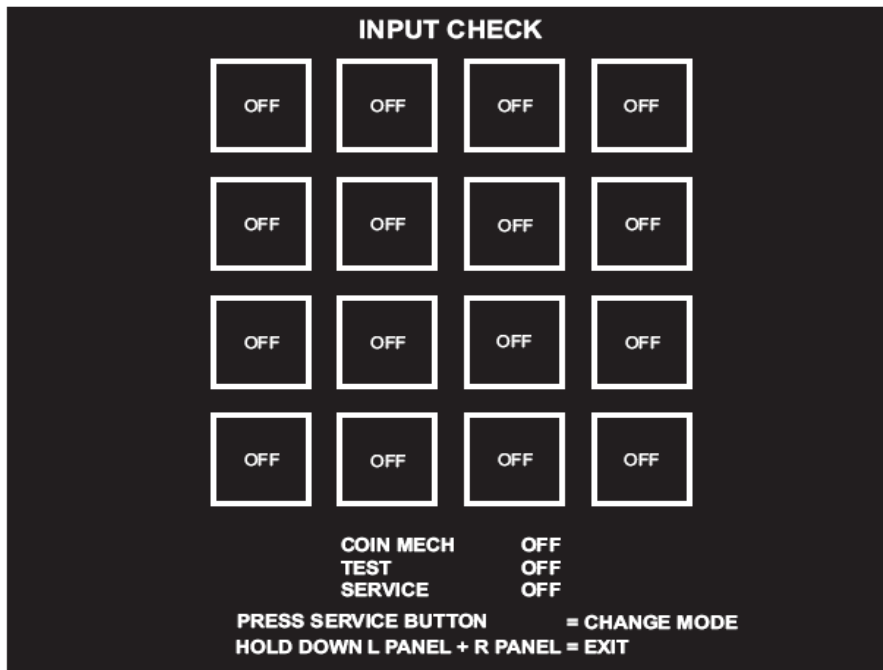 INPUT CHECK
OFF OFF OFF OFF
OFF OFF OFF OFF
OFF OFF OFF OFF
OFF OFF OFF OFF
COIN MECH OFF
TEST OFF
SERVICE OFF
PRESS SERVICE BUTTON = CHANGE MODE
HOLD DOWN L PANEL + R PANEL = EXIT